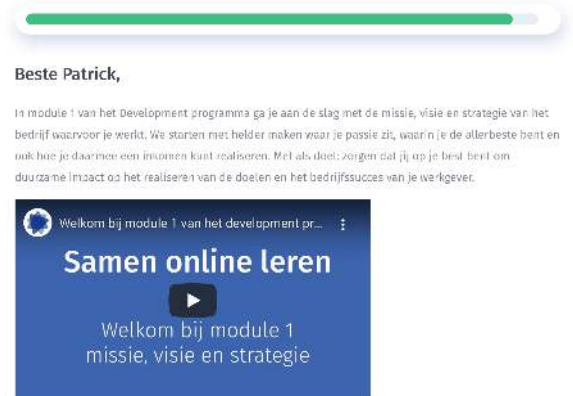 Beste Patrick,
In module 1 van het Development programma ga je aan de slag met de missie, visie en strategie van het
bedrijf waarvoor je werkt. We starten met helder maken waar je passie zit, waarin je de allerbeste bent en
ook hoe je daarmee een inkomen kunt realiseren. Met als doel: zorgen dat jij op je best bent om
duurzame impact op het realiseren van de doelen en het bedrijfssucces van je werkgever.
Welkom bij module 1 van het development pr...
Samen online leren
Welkom bij module 1
missie, visie en strategie